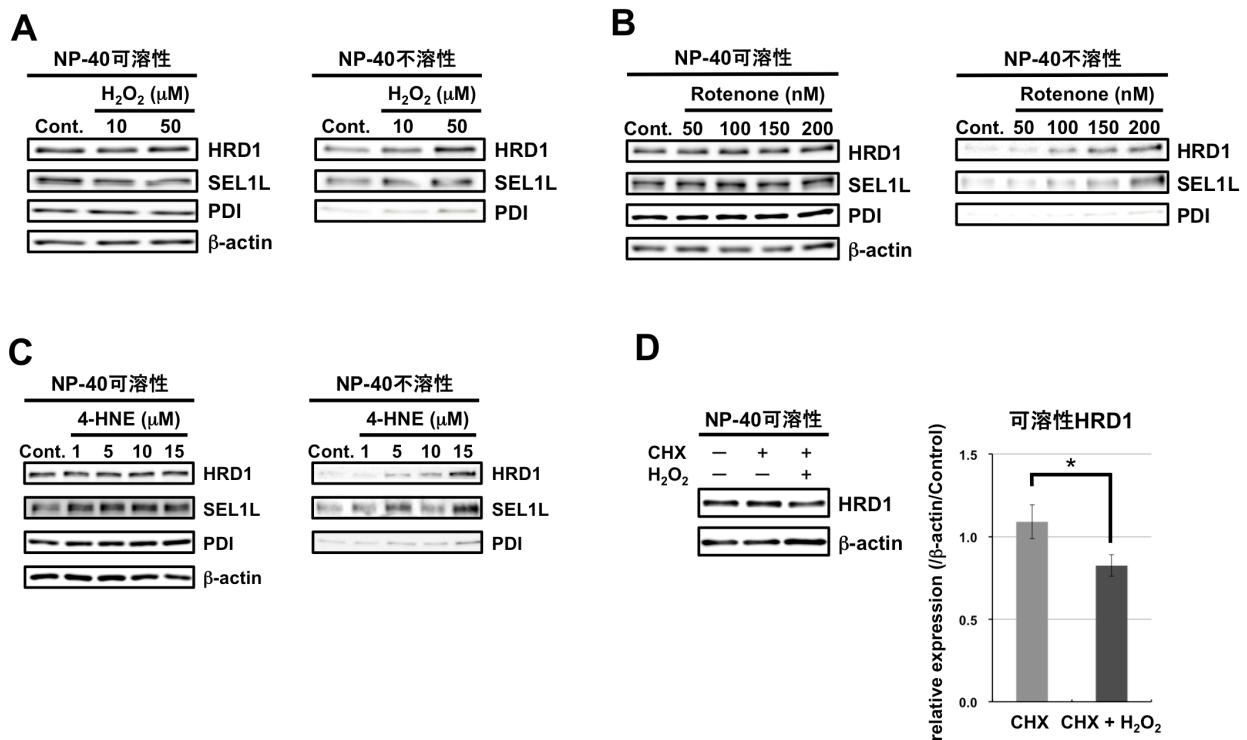 A
NP-40可溶性
H₂O₂ (μM)
Cont. 10 50
HRD1
SEL1L
PDI
β-actin
NP-40不溶性
H₂O₂ (μM)
Cont. 10 50
HRD1
SEL1L
PDI
B
NP-40可溶性
Rotenone (nM)
Cont. 50 100 150 200
HRD1
SEL1L
PDI
β-actin
NP-40不溶性
Rotenone (nM)
Cont. 50 100 150 200
HRD1
SEL1L
PDI
C
NP-40可溶性
4-HNE (μM)
Cont. 1 5 10 15
HRD1
SEL1L
PDI
β-actin
NP-40不溶性
4-HNE (μM)
Cont. 1 5 10 15
HRD1
SEL1L
PDI
D
NP-40可溶性
CHX — + +
H₂O₂ — — +
HRD1
β-actin
可溶性HRD1
relative expression (/β-actin/Control)
1.5
1.0
0.5
0.0
*
CHX CHX + H₂O₂